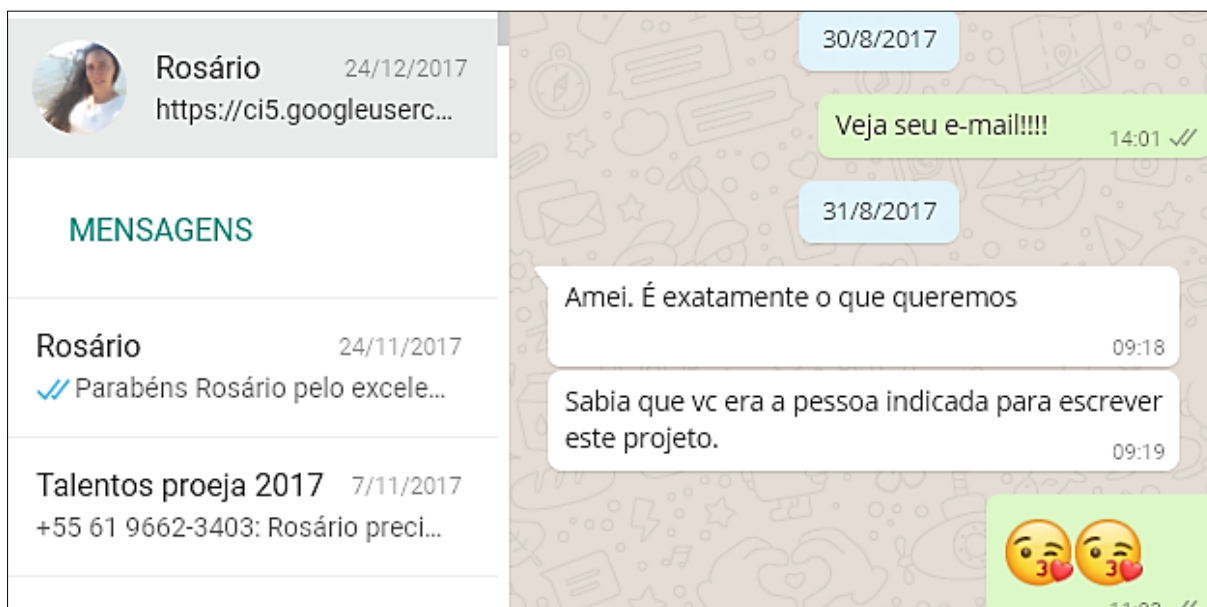 Rosário 24/12/2017
https://ci5.googleuserc...
MENSAGENS
Rosário 24/11/2017
Parabéns Rosário pelo excele...
Talentos proeja 2017 7/11/2017
+55 61 9662-3403: Rosário preci...
30/8/2017
Veja seu e-mail!!!! 14:01
31/8/2017
Amei. É exatamente o que queremos
09:18
Sabia que vc era a pessoa indicada para escrever
este projeto.
09:19